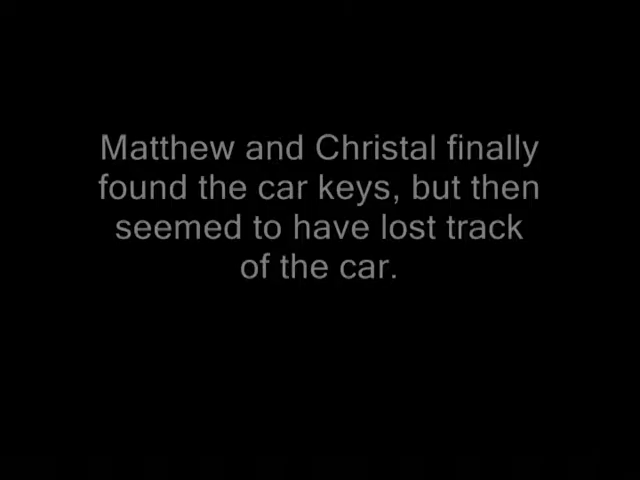 Matthew and Christal finally
found the car keys, but then
seemed to have lost track
of the car.